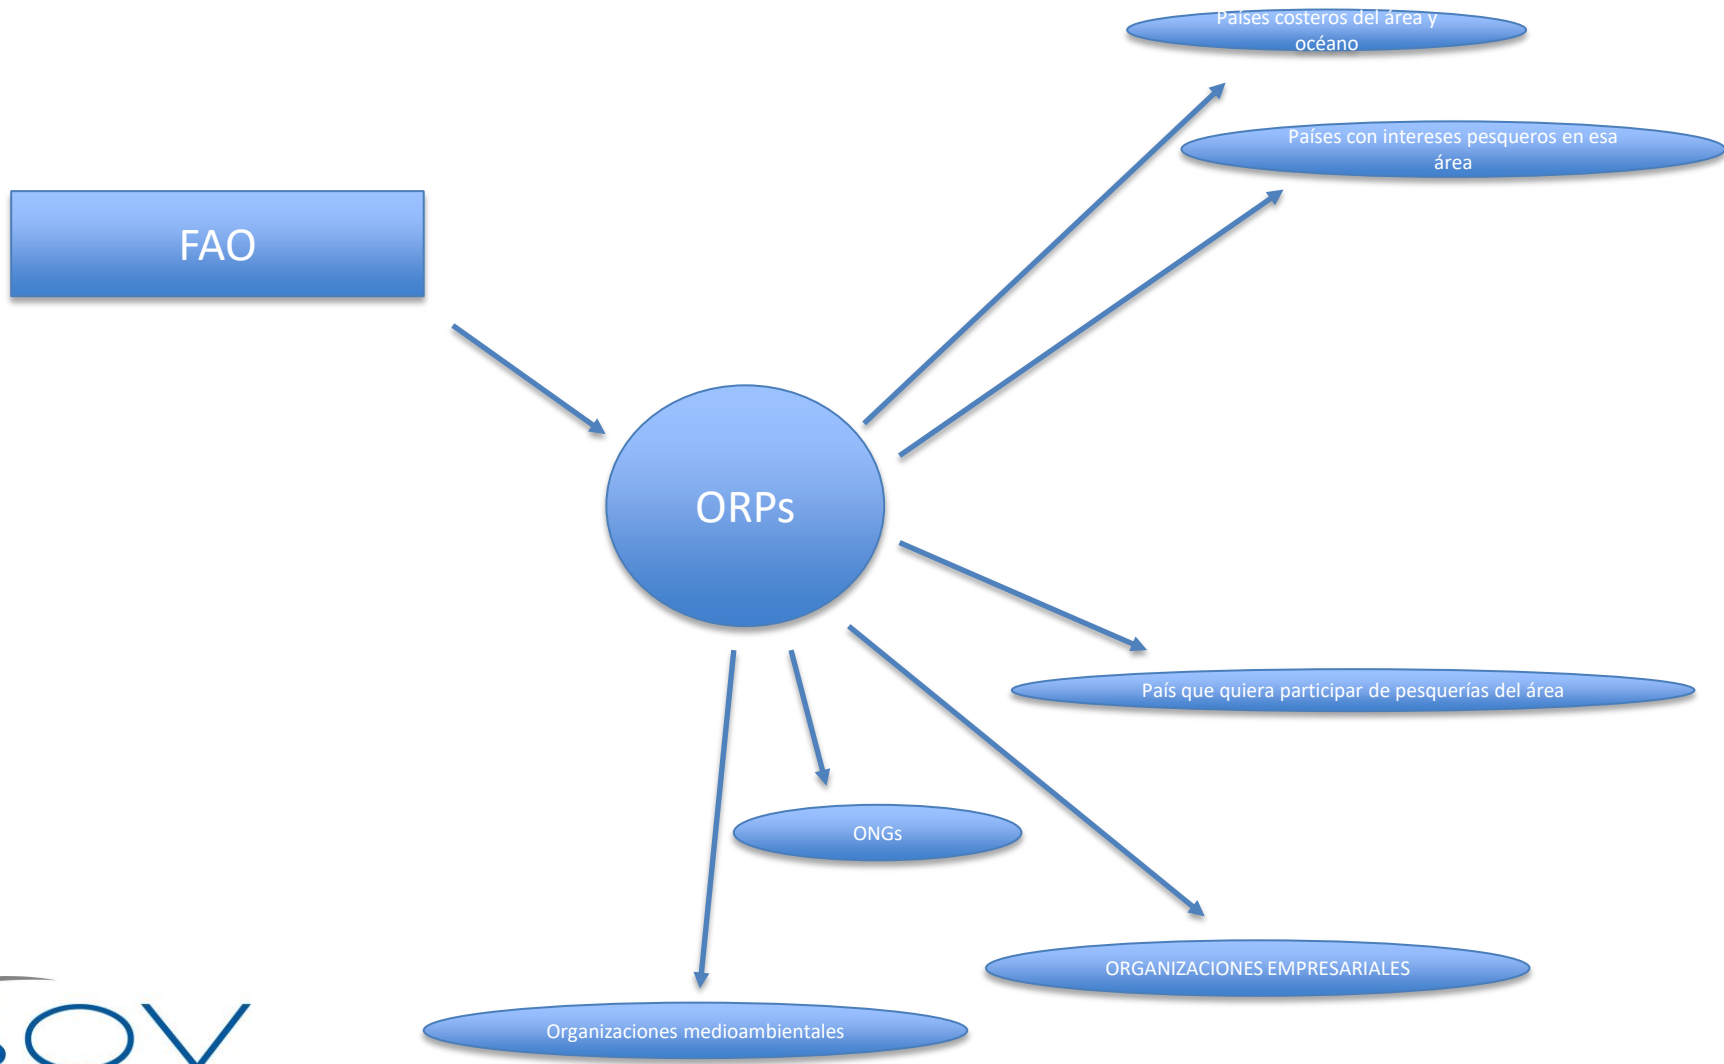 Países costeros del área y
océano
Países con intereses pesqueros en esa
área
FAO
ORPs
País que quiera participar de pesquerías del área
ONGs
ORGANIZACIONES EMPRESARIALES
Organizaciones medioambientales